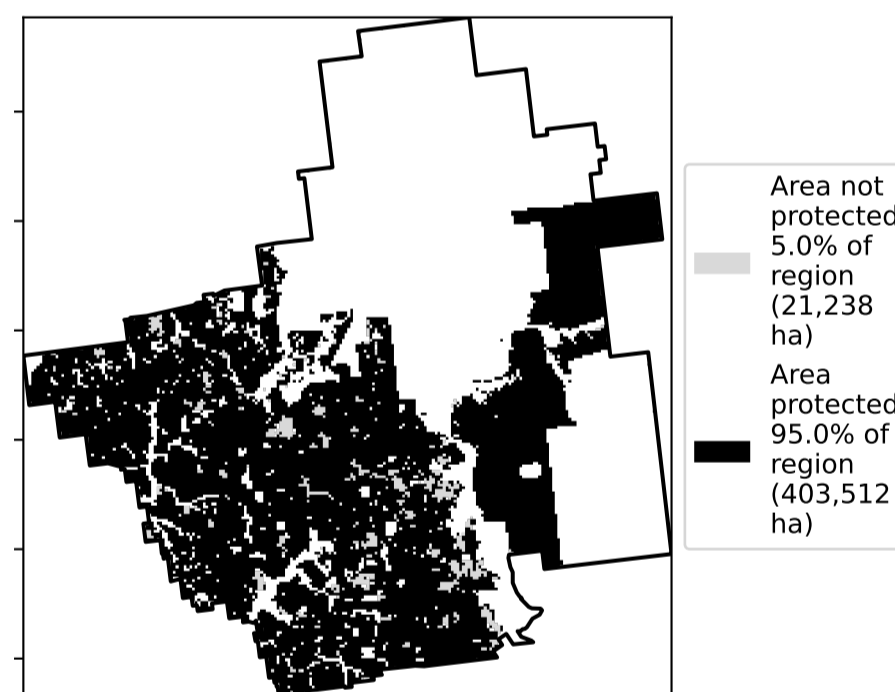 Area not
protected
5.0% of
region
(21,238
ha)
Area
protected
95.0% of
region
(403,512
ha)